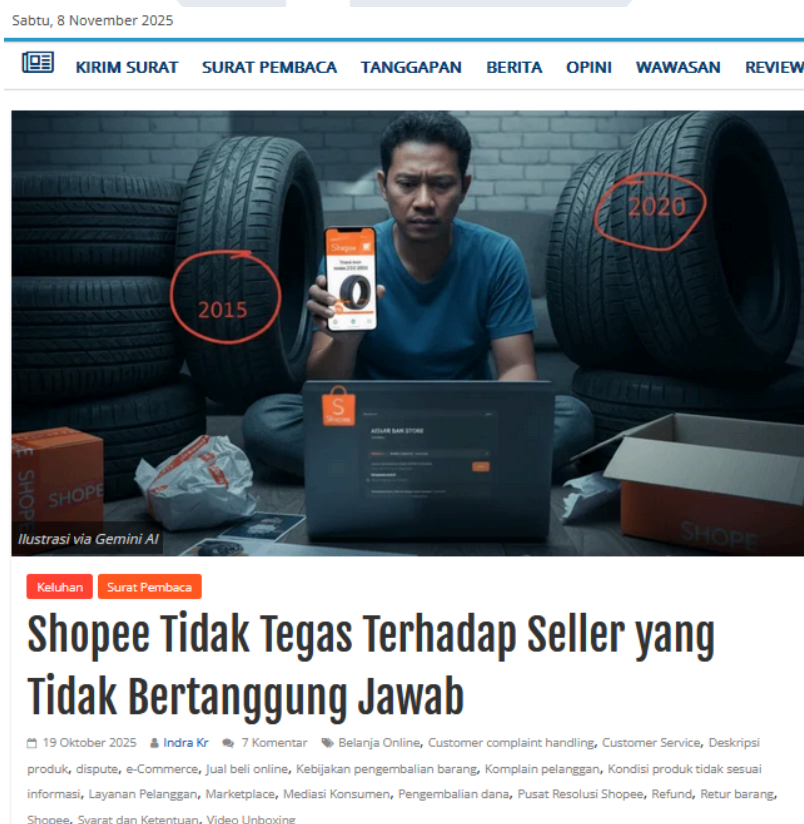 Sabtu, 8 November 2025
KIRIM SURAT SURAT PEMBACA TANGGAPAN BERITA OPINI WAWASAN REVIEW
2015
2020
Shopee
S
Shopee
BAN STORE
SHOPE
SHOPE
Ilustrasi via Gemini AI
Keluhan Surat Pembaca
Shopee Tidak Tegas Terhadap Seller yang
Tidak Bertanggung Jawab
19 Oktober 2025 Indra Kr 7 Komentar Belanja Online, Customer complaint handling, Customer Service, Deskripsi
produk, dispute, e-Commerce, Jual beli online, Kebijakan pengembalian barang, Komplain pelanggan, Kondisi produk tidak sesuai
informasi, Layanan Pelanggan, Marketplace, Mediasi Konsumen, Pengembalian dana, Pusat Resolusi Shopee, Refund, Retur barang,
Shopee, Syarat dan Ketentuan, Video Unboxing